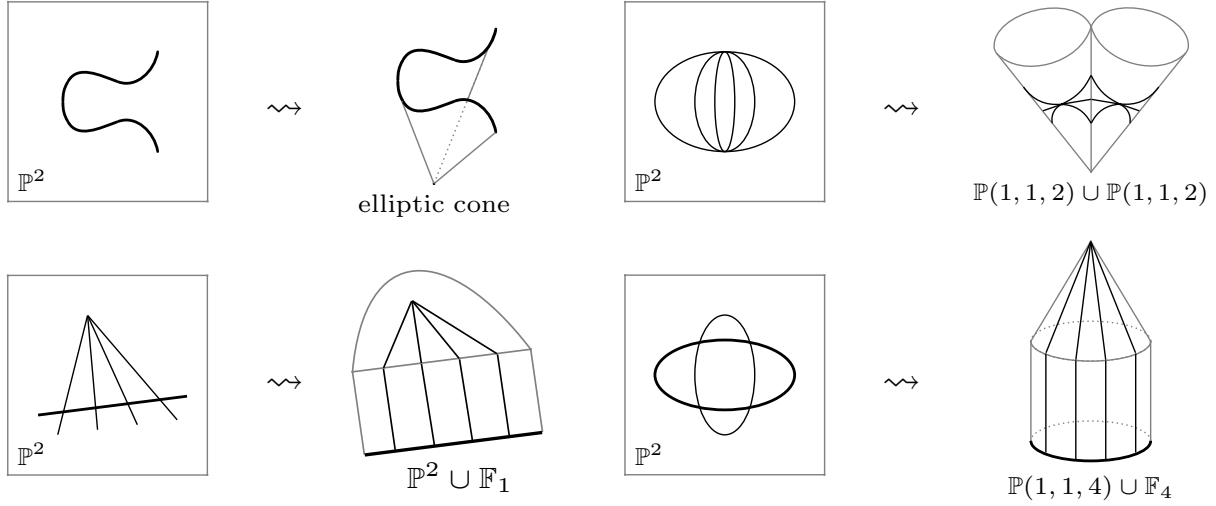 ℙ²
elliptic cone
ℙ²
ℙ(1, 1, 2) ∪ ℙ(1, 1, 2)
ℙ²
ℙ² ∪ 𝔽₁
ℙ²
ℙ(1, 1, 4) ∪ 𝔽₄